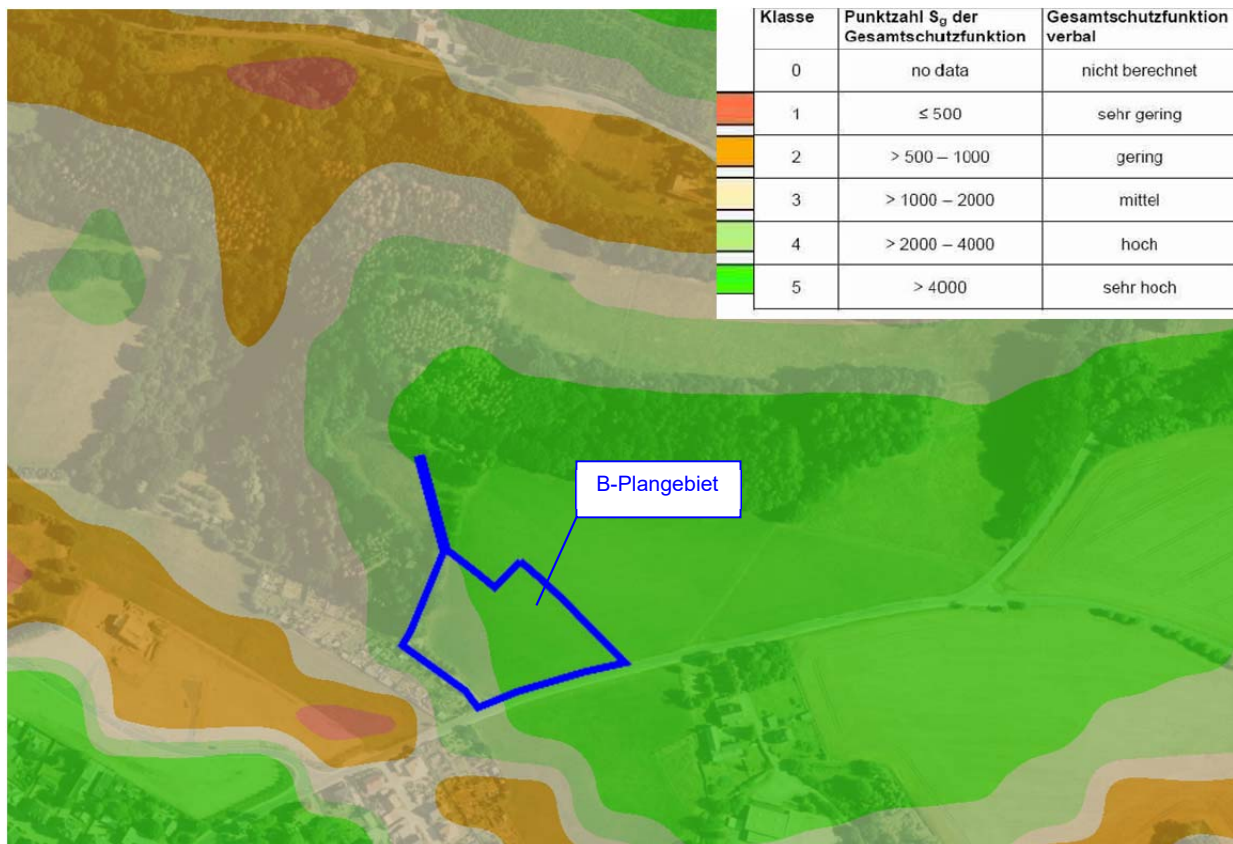 Klasse Punktzahl Sg der Gesamtschutzfunktion Gesamtschutzfunktion verbal
0 no data nicht berechnet
1 ≤ 500 sehr gering
2 > 500 – 1000 gering
3 > 1000 – 2000 mittel
4 > 2000 – 4000 hoch
5 > 4000 sehr hoch
B-Plangebiet